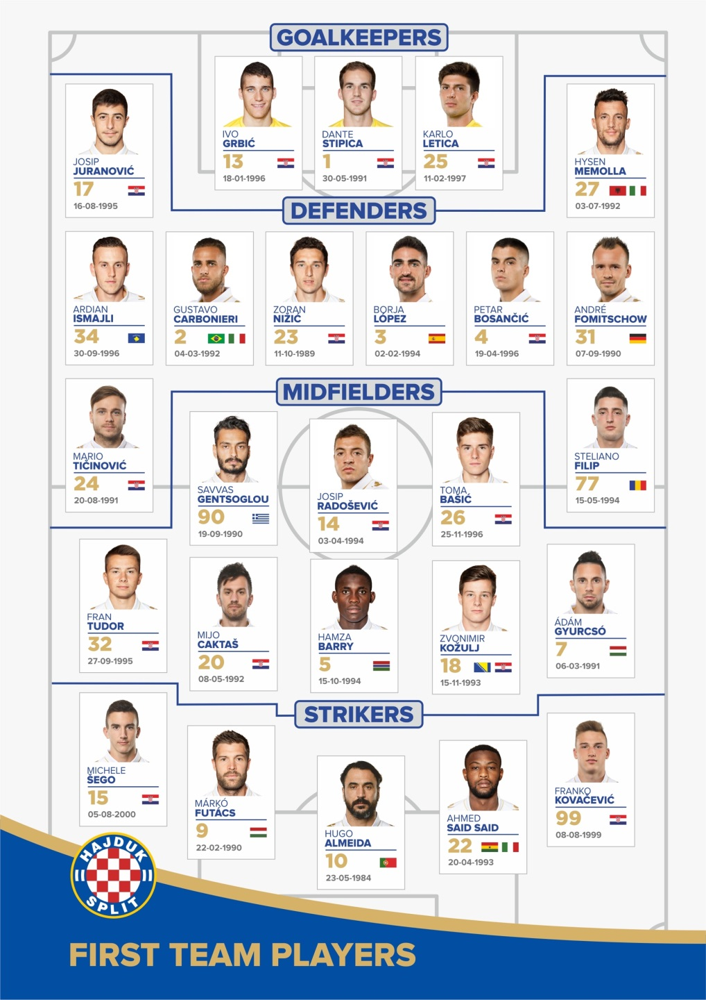 GOALKEEPERS
IVO
GRBIĆ
13
18-01-1996
DANTE
STIPICA
1
30-05-1991
KARLO
LETICA
25
11-02-1997
JOSIP
JURANOVIĆ
17
16-08-1995
HYSEN
MEMOLLA
27
03-07-1992
DEFENDERS
ARDIAN
ISMAJLI
34
30-09-1996
GUSTAVO
CARBONIERI
2
04-03-1992
ZORAN
NIŽIĆ
23
11-10-1989
BORJA
LÓPEZ
3
02-02-1994
PETAR
BOSANČIĆ
4
19-04-1996
ANDRÉ
FOMITSCHOW
31
07-09-1990
MARIO
TIČINOVIĆ
24
20-08-1991
STELIANO
FILIP
77
15-05-1994
MIDFIELDERS
SAVVAS
GENTSOGLOU
90
19-09-1990
JOSIP
RADOŠEVIĆ
14
03-04-1994
TOMA
BAŠIĆ
26
25-11-1996
FRAN
TUDOR
32
27-09-1995
MIJO
CAKTAŠ
20
08-05-1992
HAMZA
BARRY
5
15-10-1994
ZVONIMIR
KOŽULJ
18
15-11-1993
ÁDÁM
GYURCSÓ
7
06-03-1991
STRIKERS
MICHELE
ŠEGO
15
05-08-2000
MÁRKÓ
FUTÁCS
9
22-02-1990
HUGO
ALMEIDA
10
23-05-1984
AHMED
SAID SAID
22
20-04-1993
FRANKO
KOVAČEVIĆ
99
08-08-1999
HAJDUK
SPLIT
FIRST TEAM PLAYERS